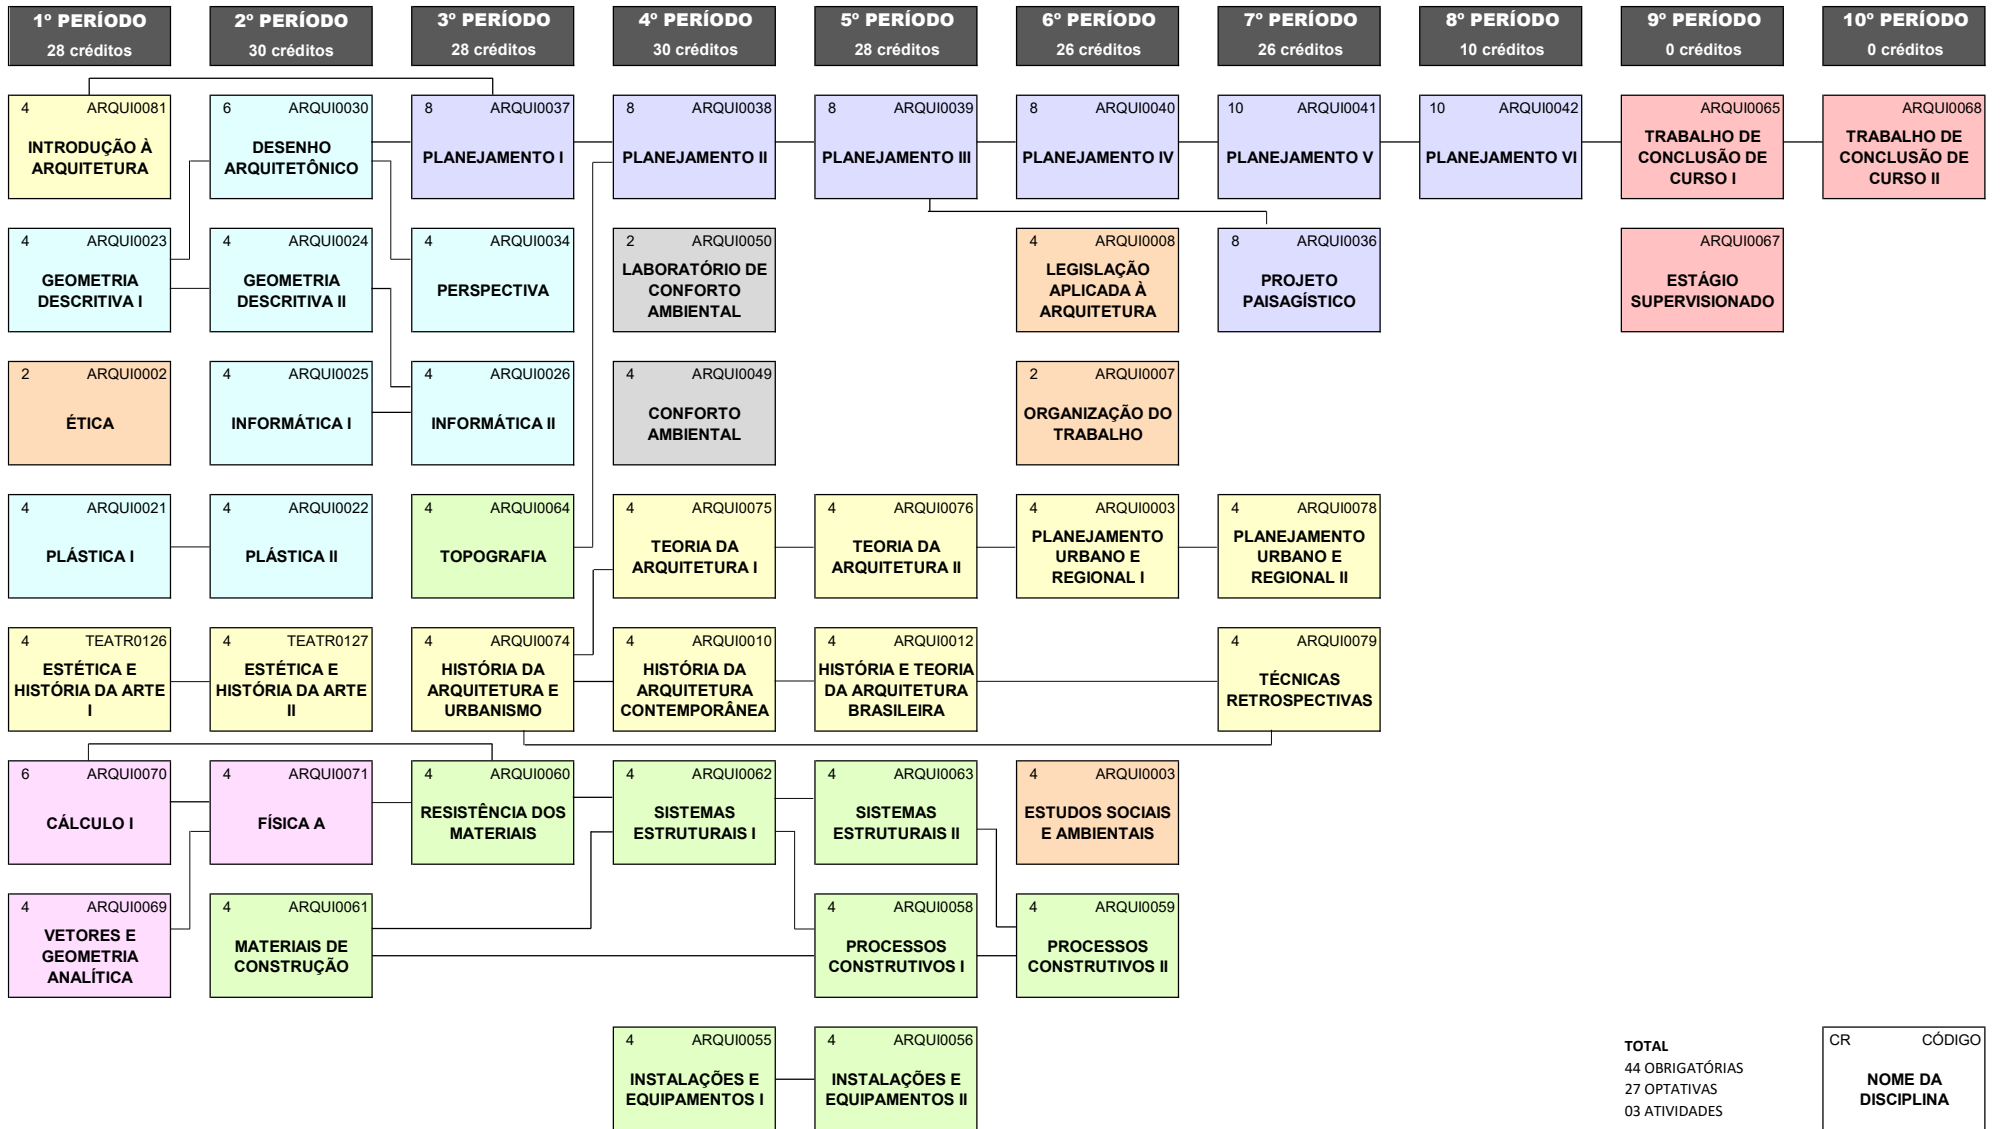 1º PERÍODO
28 créditos
2º PERÍODO
30 créditos
3º PERÍODO
28 créditos
4º PERÍODO
30 créditos
5º PERÍODO
28 créditos
6º PERÍODO
26 créditos
7º PERÍODO
26 créditos
8º PERÍODO
10 créditos
9º PERÍODO
0 créditos
10º PERÍODO
0 créditos
4 ARQUI0081
INTRODUÇÃO À
ARQUITETURA
6 ARQUI0030
DESENHO
ARQUITETÔNICO
8 ARQUI0037
PLANEJAMENTO I
8 ARQUI0038
PLANEJAMENTO II
8 ARQUI0039
PLANEJAMENTO III
8 ARQUI0040
PLANEJAMENTO IV
10 ARQUI0041
PLANEJAMENTO V
10 ARQUI0042
PLANEJAMENTO VI
ARQUI0065
TRABALHO DE
CONCLUSÃO DE
CURSO I
ARQUI0068
TRABALHO DE
CONCLUSÃO DE
CURSO II
4 ARQUI0023
GEOMETRIA
DESCRITIVA I
4 ARQUI0024
GEOMETRIA
DESCRITIVA II
4 ARQUI0034
PERSPECTIVA
2 ARQUI0050
LABORATÓRIO DE
CONFORTO
AMBIENTAL
4 ARQUI0008
LEGISLAÇÃO
APLICADA À
ARQUITETURA
8 ARQUI0036
PROJETO
PAISAGÍSTICO
ARQUI0067
ESTÁGIO
SUPERVISIONADO
2 ARQUI0002
ÉTICA
4 ARQUI0025
INFORMÁTICA I
4 ARQUI0026
INFORMÁTICA II
4 ARQUI0049
CONFORTO
AMBIENTAL
2 ARQUI0007
ORGANIZAÇÃO DO
TRABALHO
4 ARQUI0021
PLÁSTICA I
4 ARQUI0022
PLÁSTICA II
4 ARQUI0064
TOPOGRAFIA
4 ARQUI0075
TEORIA DA
ARQUITETURA I
4 ARQUI0076
TEORIA DA
ARQUITETURA II
4 ARQUI0003
PLANEJAMENTO
URBANO E
REGIONAL I
4 ARQUI0078
PLANEJAMENTO
URBANO E
REGIONAL II
4 TEATR0126
ESTÉTICA E
HISTÓRIA DA ARTE
I
4 TEATR0127
ESTÉTICA E
HISTÓRIA DA ARTE
II
4 ARQUI0074
HISTÓRIA DA
ARQUITETURA E
URBANISMO
4 ARQUI0010
HISTÓRIA DA
ARQUITETURA
CONTEMPORÂNEA
4 ARQUI0012
HISTÓRIA E TEORIA
DA ARQUITETURA
BRASILEIRA
4 ARQUI0079
TÉCNICAS
RETROSPECTIVAS
6 ARQUI0070
CÁLCULO I
4 ARQUI0071
FÍSICA A
4 ARQUI0060
RESISTÊNCIA DOS
MATERIAIS
4 ARQUI0062
SISTEMAS
ESTRUTURAIS I
4 ARQUI0063
SISTEMAS
ESTRUTURAIS II
4 ARQUI0003
ESTUDOS SOCIAIS
E AMBIENTAIS
4 ARQUI0069
VETORES E
GEOMETRIA
ANALÍTICA
4 ARQUI0061
MATERIAIS DE
CONSTRUÇÃO
4 ARQUI0058
PROCESSOS
CONSTRUTIVOS I
4 ARQUI0059
PROCESSOS
CONSTRUTIVOS II
4 ARQUI0055
INSTALAÇÕES E
EQUIPAMENTOS I
4 ARQUI0056
INSTALAÇÕES E
EQUIPAMENTOS II
TOTAL
44 OBRIGATÓRIAS
27 OPTATIVAS
03 ATIVIDADES
CR CÓDIGO
NOME DA
DISCIPLINA